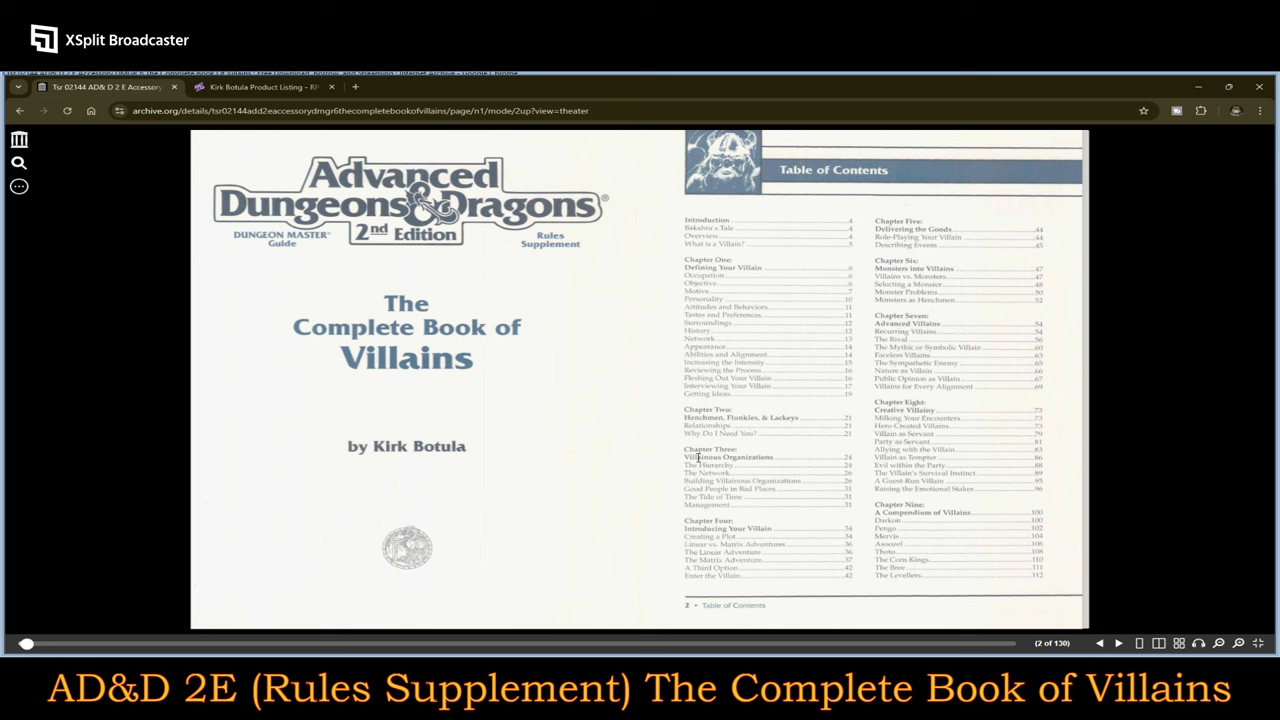 XSplit Broadcaster
Tsr 02144 AD& D 2 E Accessory
Kirk Botula Product Listing - RP
archive.org/details/tsr02144add2eaccessorydmgr6thecompletebookofvillains/page/n1/mode/2up?view=theater
Advanced
Dungeons & Dragons®
2nd Edition
DUNGEON MASTER®
Guide
Rules
Supplement
The
Complete Book of
Villains
by Kirk Botula
Table of Contents
Introduction 4
Bakshra's Tale 4
Overview 4
What is a Villain? 5
Chapter One:
Defining Your Villain 6
Occupation 6
Objective 6
Motive 7
Personality 10
Attitudes and Behaviors 11
Tastes and Preferences 11
Surroundings 12
History 12
Network 13
Appearance 14
Abilities and Alignment 14
Increasing the Intensity 15
Reviewing the Process 16
Fleshing Out Your Villain 16
Interviewing Your Villain 17
Getting Ideas 19
Chapter Two:
Henchmen, Flunkies, & Lackeys 21
Relationships 21
Why Do I Need You? 21
Chapter Three:
Villainous Organizations 24
The Hierarchy 24
The Network 26
Building Villainous Organizations 26
Good People in Bad Places 31
The Tide of Time 31
Management 31
Chapter Four:
Introducing Your Villain 34
Creating a Plot 34
Linear vs. Matrix Adventures 36
The Linear Adventure 36
The Matrix Adventure 37
A Third Option 42
Enter the Villain 42
Chapter Five:
Delivering the Goods 44
Role-Playing Your Villain 44
Describing Events 45
Chapter Six:
Monsters into Villains 47
Villains vs. Monsters 47
Selecting a Monster 48
Monster Problems 50
Monsters as Henchmen 52
Chapter Seven:
Advanced Villains 54
Recurring Villains 54
The Rival 56
The Mythic or Symbolic Villain 60
Faceless Villains 63
The Sympathetic Enemy 65
Nature as Villain 66
Public Opinion as Villain 67
Villains for Every Alignment 69
Chapter Eight:
Creative Villainy 73
Milking Your Encounters 73
Hero-Created Villains 73
Villain as Servant 79
Party as Servant 81
Allying with the Villain 83
Villain as Tempter 86
Evil within the Party 88
The Villain's Survival Instinct 89
A Guest-Run Villain 95
Raising the Emotional Stakes 96
Chapter Nine:
A Compendium of Villains 100
Darkon 100
Pengo 102
Mervis 104
Asoozel 106
Thoto 108
The Corn Kings 110
The Bree 111
The Levellers 112
2 • Table of Contents
(2 of 130)
AD&D 2E (Rules Supplement) The Complete Book of Villains